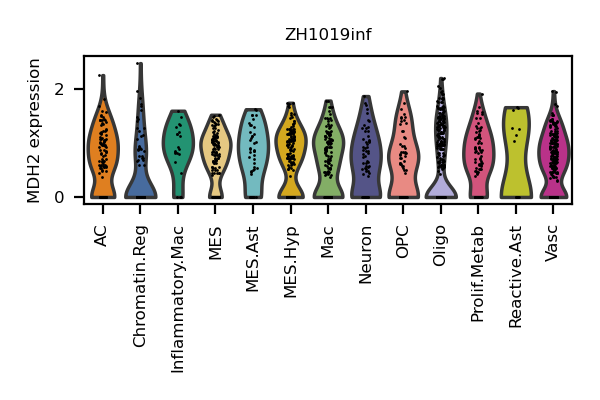 ZH1019inf
MDH2 expression
2
0
AC
Chromatin.Reg
Inflammatory.Mac
MES
MES.Ast
MES.Hyp
Mac
Neuron
OPC
Oligo
Prolif.Metab
Reactive.Ast
Vasc